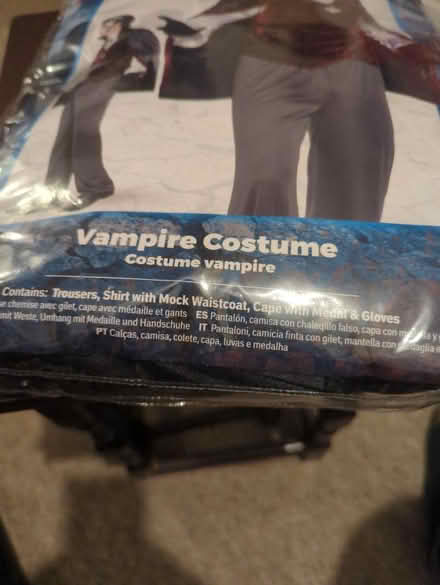 Vampire Costume
Costume vampire
Contains: Trousers, Shirt with Mock Waistcoat, Cape with Medal & Gloves
chemise avec gilet, cape avec médaille et gants ES Pantalón, camisa con chalequillo falso, capa con
mit Weste, Umhang mit Medaille und Handschuhe IT Pantaloni, camicia finta con gilet, mantella con
PT Calças, camisa, colete, capa, luvas e medalha